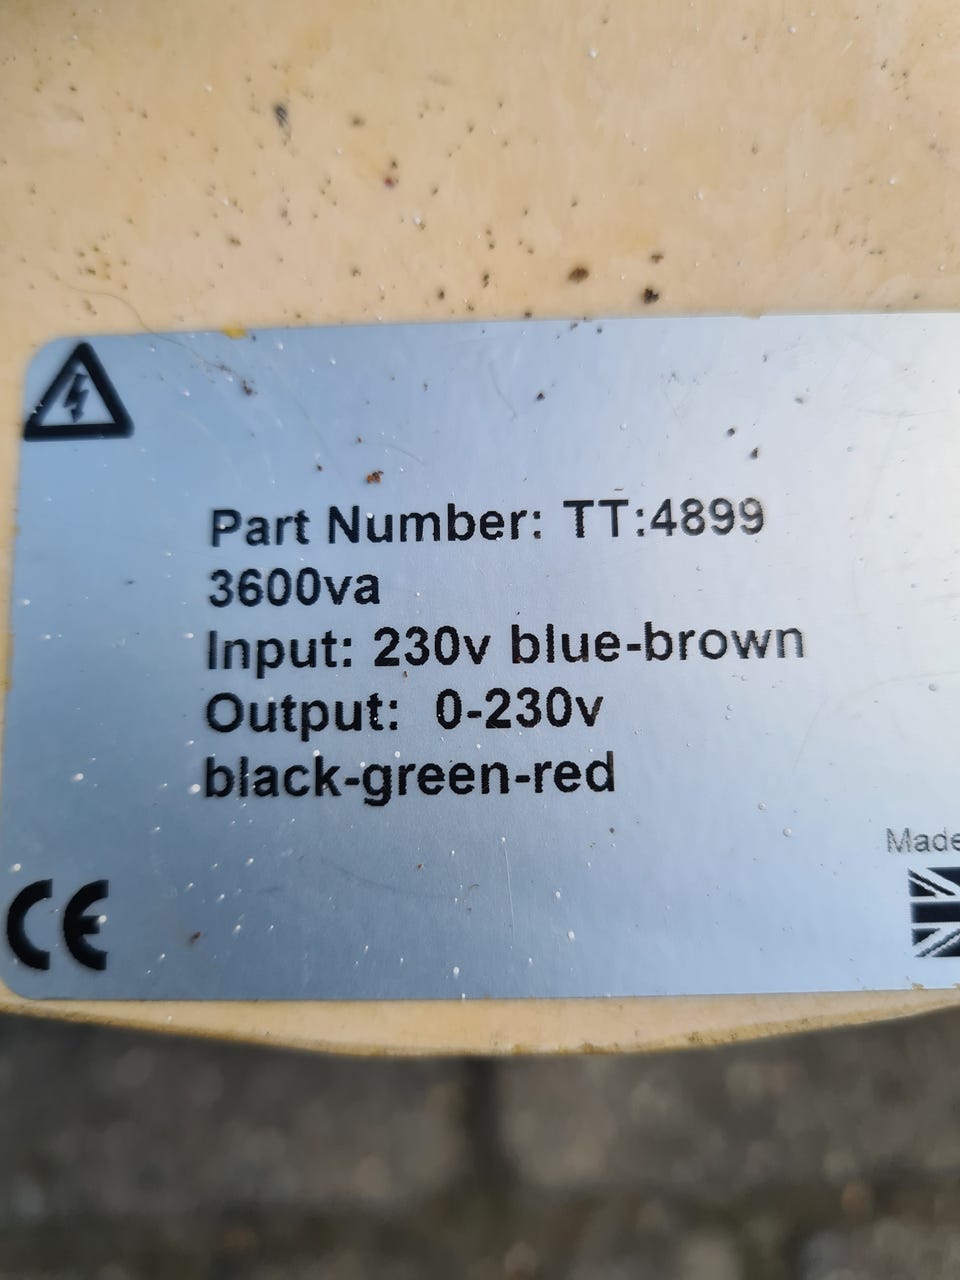 Part Number: TT:4899
3600va
Input: 230v blue-brown
Output: 0-230v
black-green-red
Made
CE